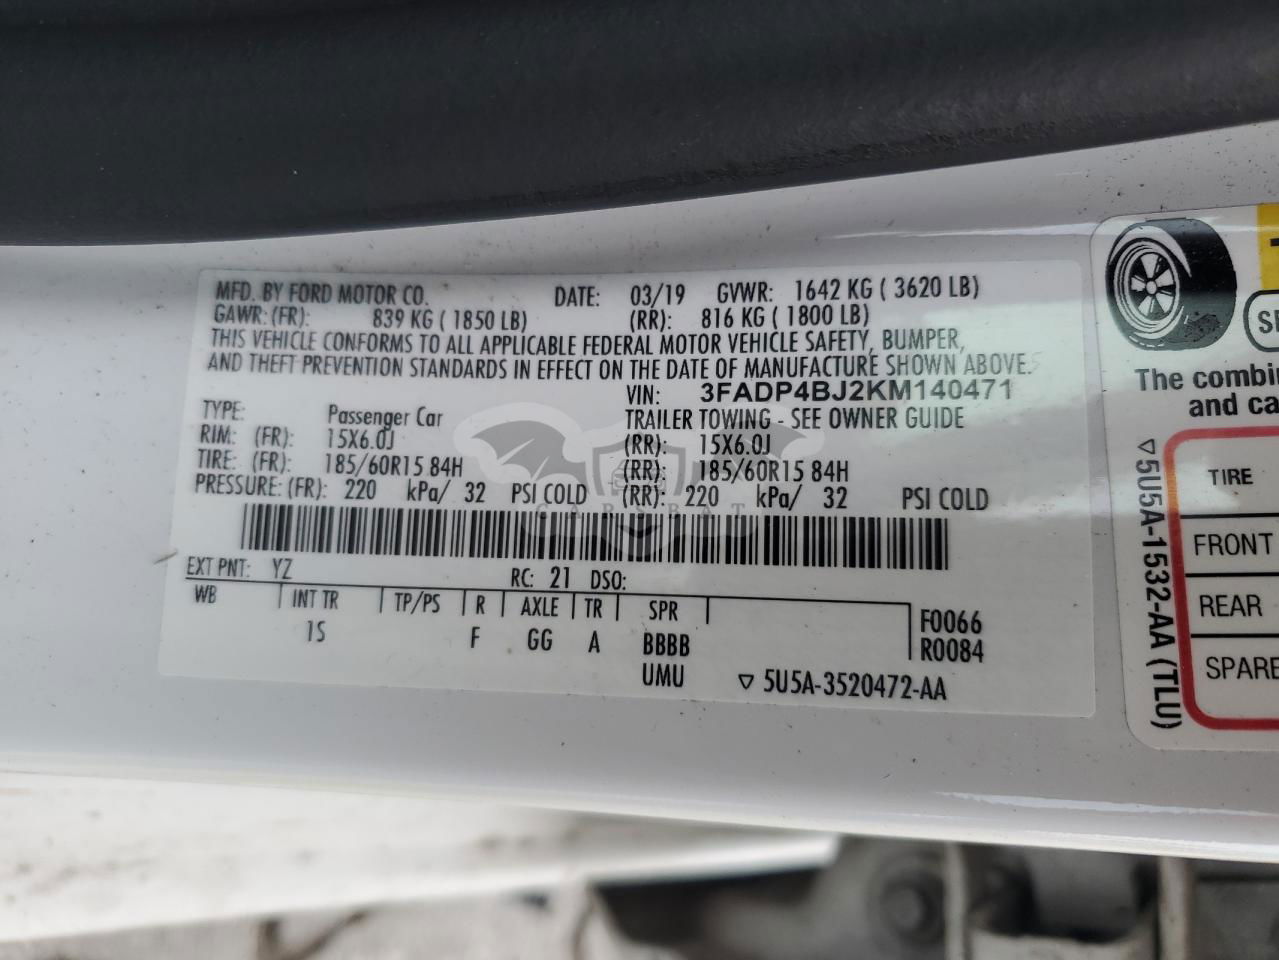 MFD. BY FORD MOTOR CO. DATE: 03/19 GVWR: 1642 KG ( 3620 LB)
GAWR: (FR): 839 KG ( 1850 LB) (RR): 816 KG ( 1800 LB)
THIS VEHICLE CONFORMS TO ALL APPLICABLE FEDERAL MOTOR VEHICLE SAFETY, BUMPER,
AND THEFT PREVENTION STANDARDS IN EFFECT ON THE DATE OF MANUFACTURE SHOWN ABOVE.
VIN: 3FADP4BJ2KM140471
TYPE: Passenger Car TRAILER TOWING - SEE OWNER GUIDE
RIM: (FR): 15X6.0J (RR): 15X6.0J
TIRE: (FR): 185/60R15 84H (RR): 185/60R15 84H
PRESSURE: (FR): 220 kPa/ 32 PSI COLD (RR): 220 kPa/ 32 PSI COLD
CARSBAT
EXT PNT: YZ RC: 21 DSO:
WB INT TR TP/PS R AXLE TR SPR F0066
1S F GG A BBBB R0084
UMU ▽ 5U5A-3520472-AA
The combin
and ca
▽5U5A-1532-AA (TLU)
TIRE
FRONT
REAR
SPARE